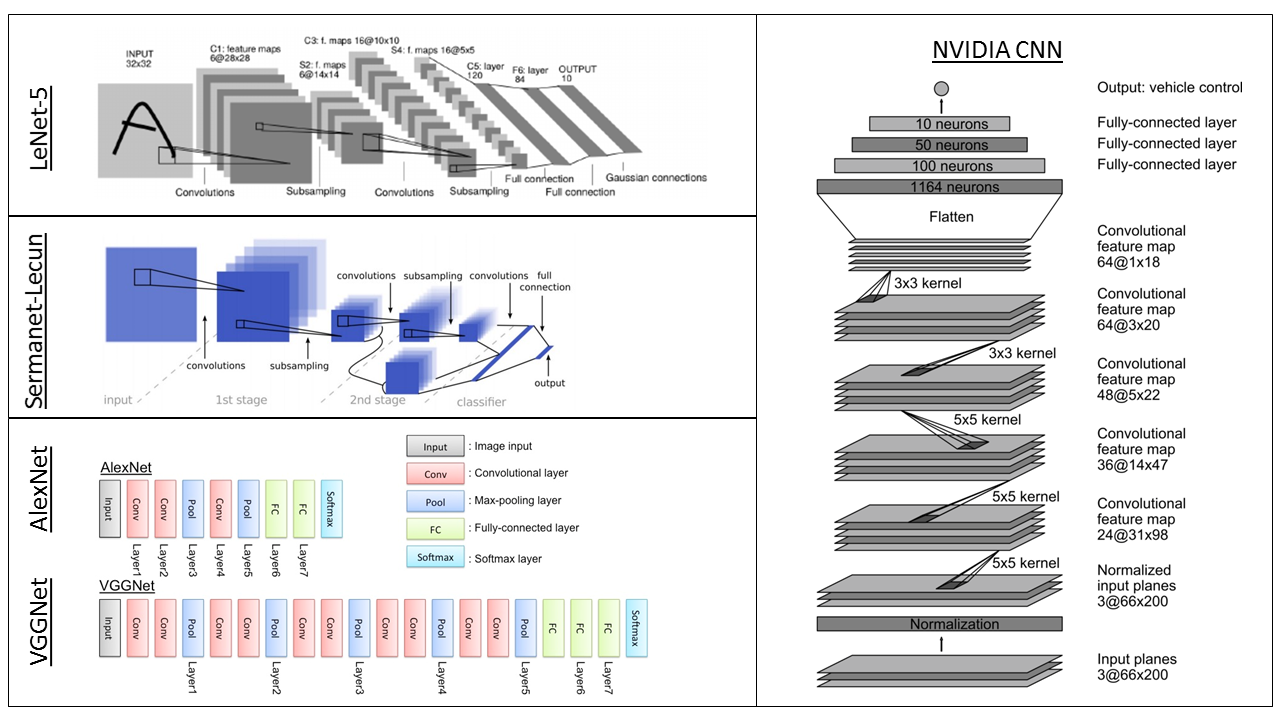 LeNet-5
INPUT
32x32
C1: feature maps
6@28x28
S2: f. maps
6@14x14
C3: f. maps 16@10x10
S4: f. maps 16@5x5
C5: layer
120
F6: layer
84
OUTPUT
10
Convolutions
Subsampling
Convolutions
Subsampling
Full connection
Full connection
Gaussian connections
Sermanet-Lecun
convolutions
subsampling
convolutions
subsampling
convolutions
full
connection
output
input
1st stage
2nd stage
classifier
AlexNet
AlexNet
Input
Conv
Conv
Pool
Conv
Pool
FC
FC
Softmax
Layer1
Layer2
Layer3
Layer4
Layer5
Layer6
Layer7
Input : Image input
Conv : Convolutional layer
Pool : Max-pooling layer
FC : Fully-connected layer
Softmax : Softmax layer
VGGNet
VGGNet
Input
Conv
Conv
Pool
Conv
Conv
Pool
Conv
Conv
Pool
Conv
Conv
Pool
Conv
Conv
Pool
FC
FC
FC
Softmax
Layer1
Layer2
Layer3
Layer4
Layer5
Layer6
Layer7
NVIDIA CNN
Output: vehicle control
10 neurons
Fully-connected layer
50 neurons
Fully-connected layer
100 neurons
Fully-connected layer
1164 neurons
Flatten
Convolutional
feature map
64@1x18
3x3 kernel
Convolutional
feature map
64@3x20
3x3 kernel
Convolutional
feature map
48@5x22
5x5 kernel
Convolutional
feature map
36@14x47
5x5 kernel
Convolutional
feature map
24@31x98
5x5 kernel
Normalized
input planes
3@66x200
Normalization
Input planes
3@66x200